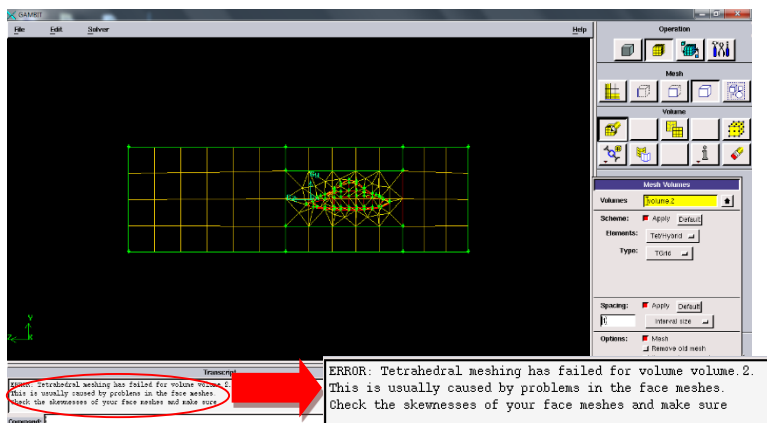 GAMBIT
File Edit Solver Help
Operation
Mesh
Volume
Mesh Volumes
Volumes volume.2
Scheme: Apply Default
Elements: Tet/Hybrid
Type: TGrid
Spacing: Apply Default
Interval size
Options: Mesh
Remove old mesh
Y
Z
Transcript
ERROR: Tetrahedral meshing has failed for volume volume.2.
This is usually caused by problems in the face meshes.
Check the skewnesses of your face meshes and make sure
Command:
ERROR: Tetrahedral meshing has failed for volume volume.2.
This is usually caused by problems in the face meshes.
Check the skewnesses of your face meshes and make sure